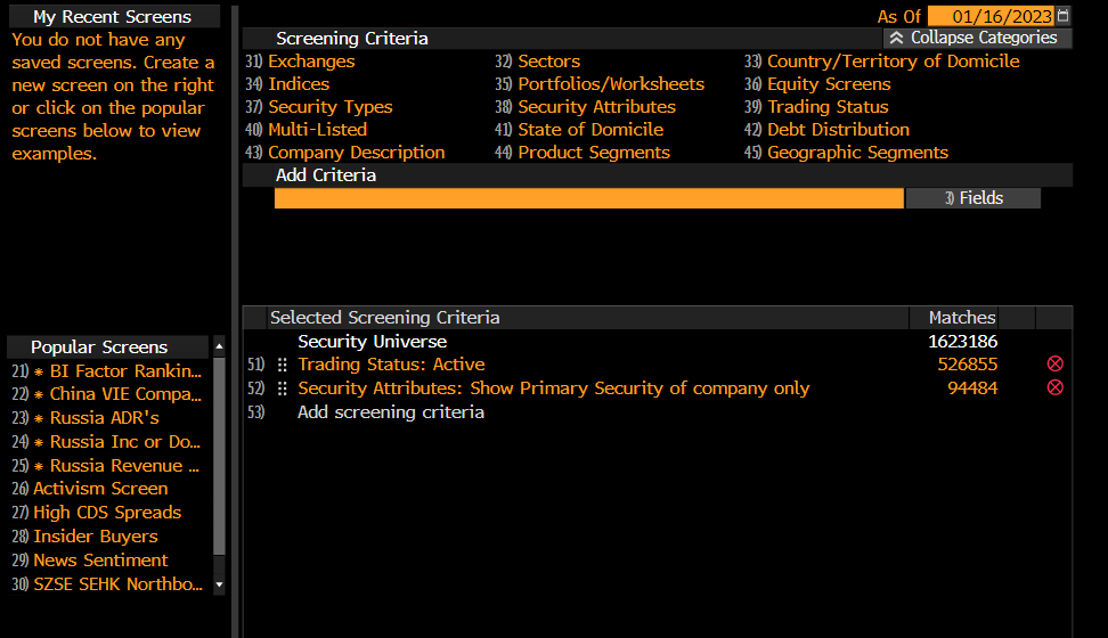 My Recent Screens
You do not have any
saved screens. Create a
new screen on the right
or click on the popular
screens below to view
examples.
Popular Screens
21) * BI Factor Rankin...
22) * China VIE Compa...
23) * Russia ADR's
24) * Russia Inc or Do...
25) * Russia Revenue ...
26) Activism Screen
27) High CDS Spreads
28) Insider Buyers
29) News Sentiment
30) SZSE SEHK Northbo...
As Of 01/16/2023
Screening Criteria
Collapse Categories
31) Exchanges 32) Sectors 33) Country/Territory of Domicile
34) Indices 35) Portfolios/Worksheets 36) Equity Screens
37) Security Types 38) Security Attributes 39) Trading Status
40) Multi-Listed 41) State of Domicile 42) Debt Distribution
43) Company Description 44) Product Segments 45) Geographic Segments
Add Criteria
3) Fields
Selected Screening Criteria Matches
Security Universe 1623186
51) Trading Status: Active 526855
52) Security Attributes: Show Primary Security of company only 94484
53) Add screening criteria